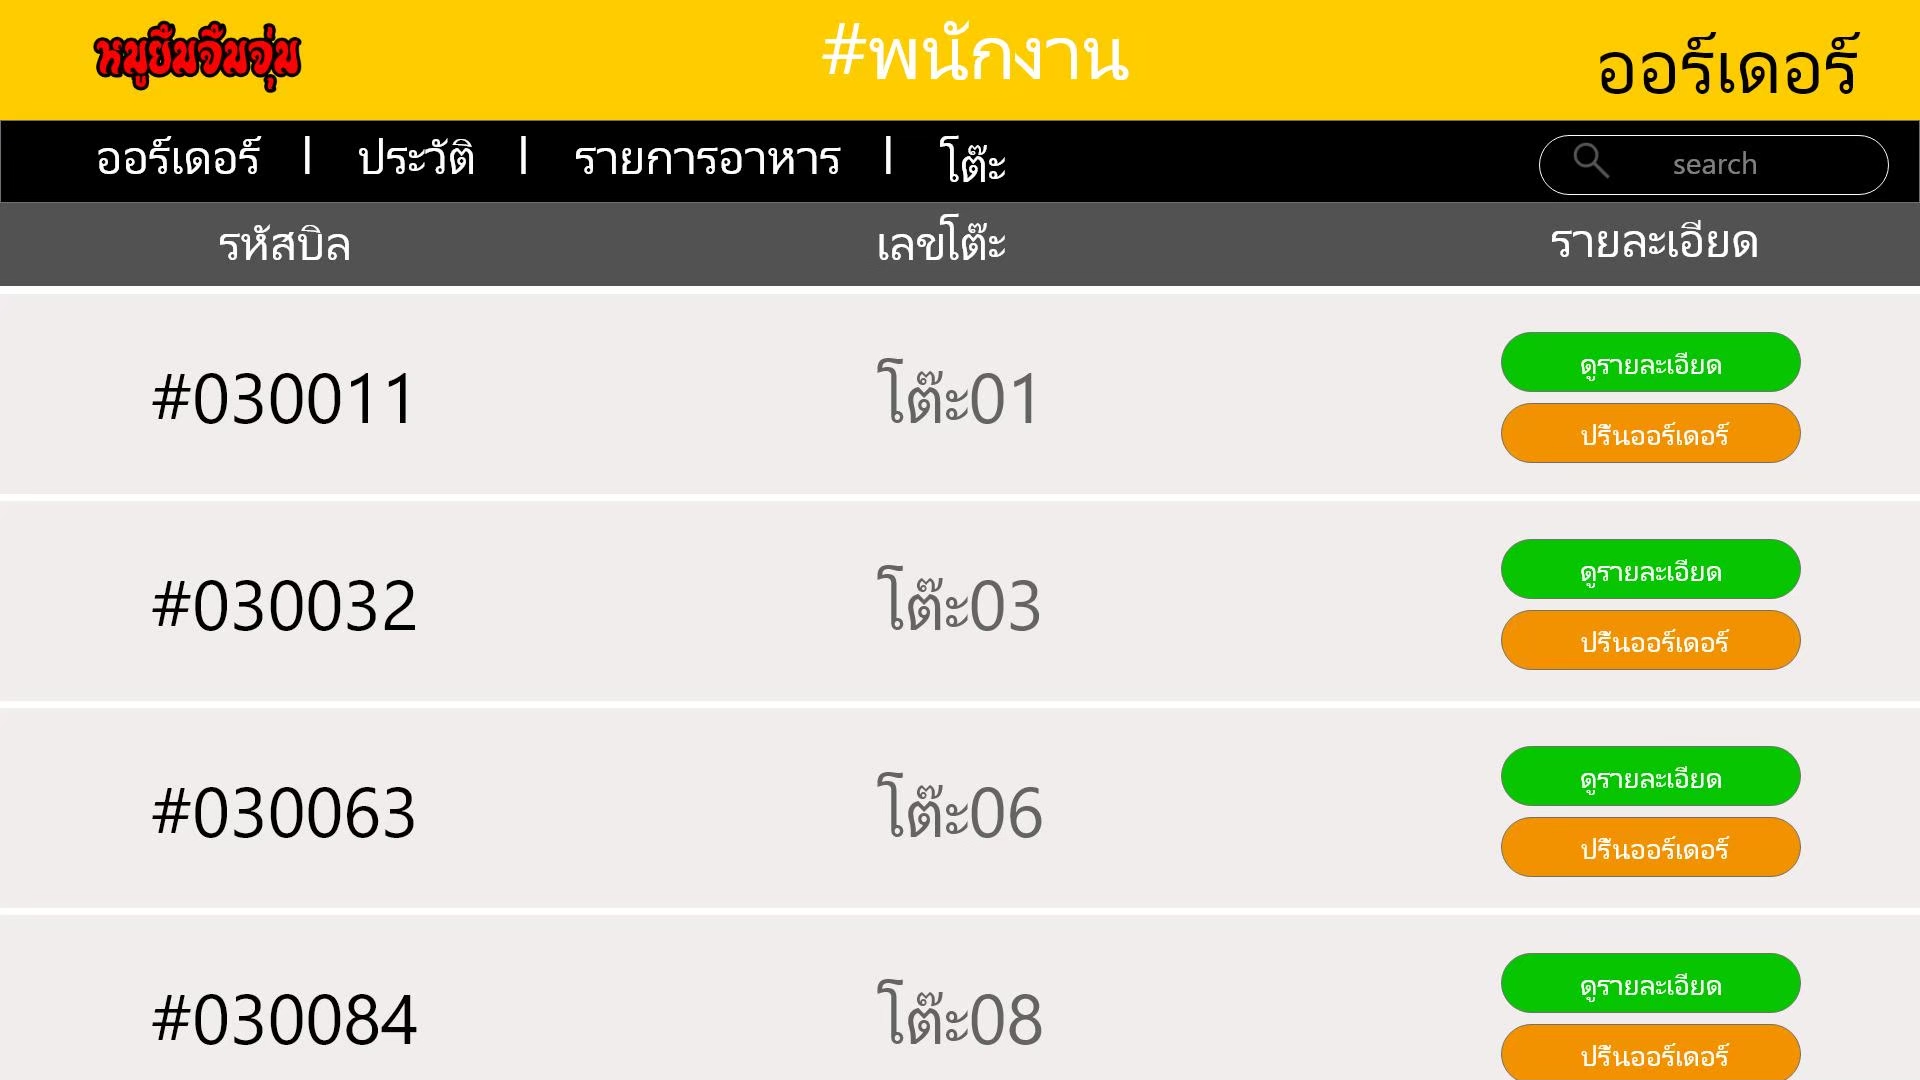 หมูยิ้มจิ้มจุ่ม
#พนักงาน
ออร์เดอร์
ออร์เดอร์ | ประวัติ | รายการอาหาร | โต๊ะ
search
รหัสบิล เลขโต๊ะ รายละเอียด
#030011 โต๊ะ01
ดูรายละเอียด
ปริ้นออร์เดอร์
#030032 โต๊ะ03
ดูรายละเอียด
ปริ้นออร์เดอร์
#030063 โต๊ะ06
ดูรายละเอียด
ปริ้นออร์เดอร์
#030084 โต๊ะ08
ดูรายละเอียด
ปริ้นออร์เดอร์